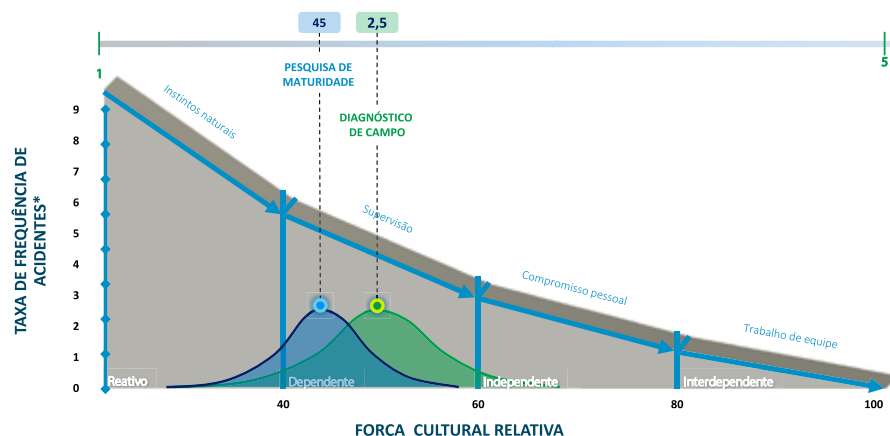 45
2,5
1
5
PESQUISA DE
MATURIDADE
DIAGNÓSTICO
DE CAMPO
Instintos naturais
Supervisão
Compromisso pessoal
Trabalho de equipe
TAXA DE FREQUÊNCIA DE
ACIDENTES*
9
8
7
6
5
4
3
2
1
0
Reativo
Dependente
Independente
Interdependente
40
60
80
100
FORCA CULTURAL RELATIVA